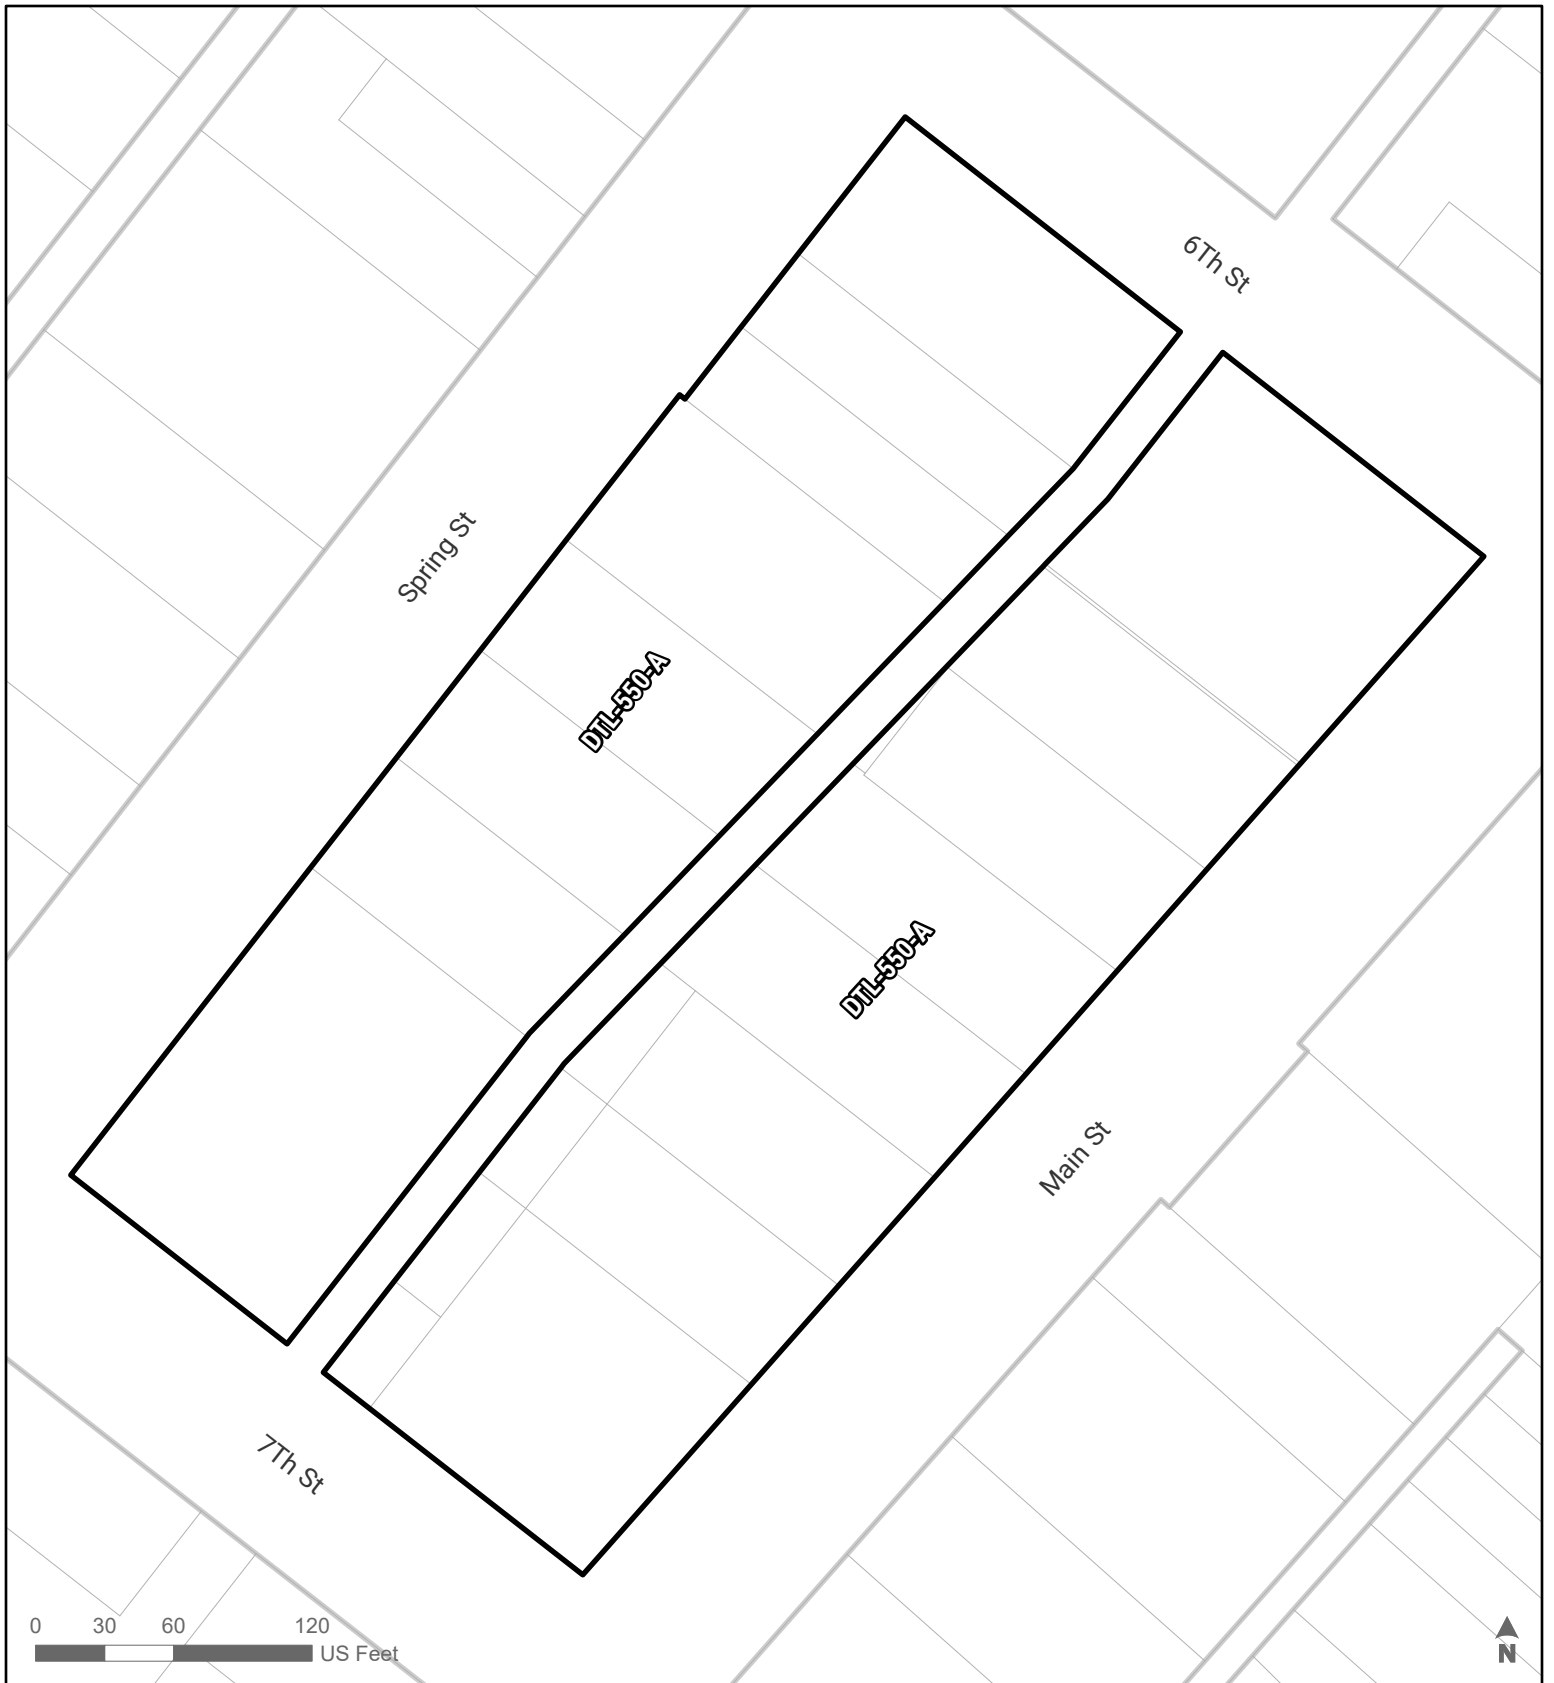 6Th St
Spring St
DTL-550-A
DTL-550-A
Main St
7Th St
0 30 60 120
US Feet
N